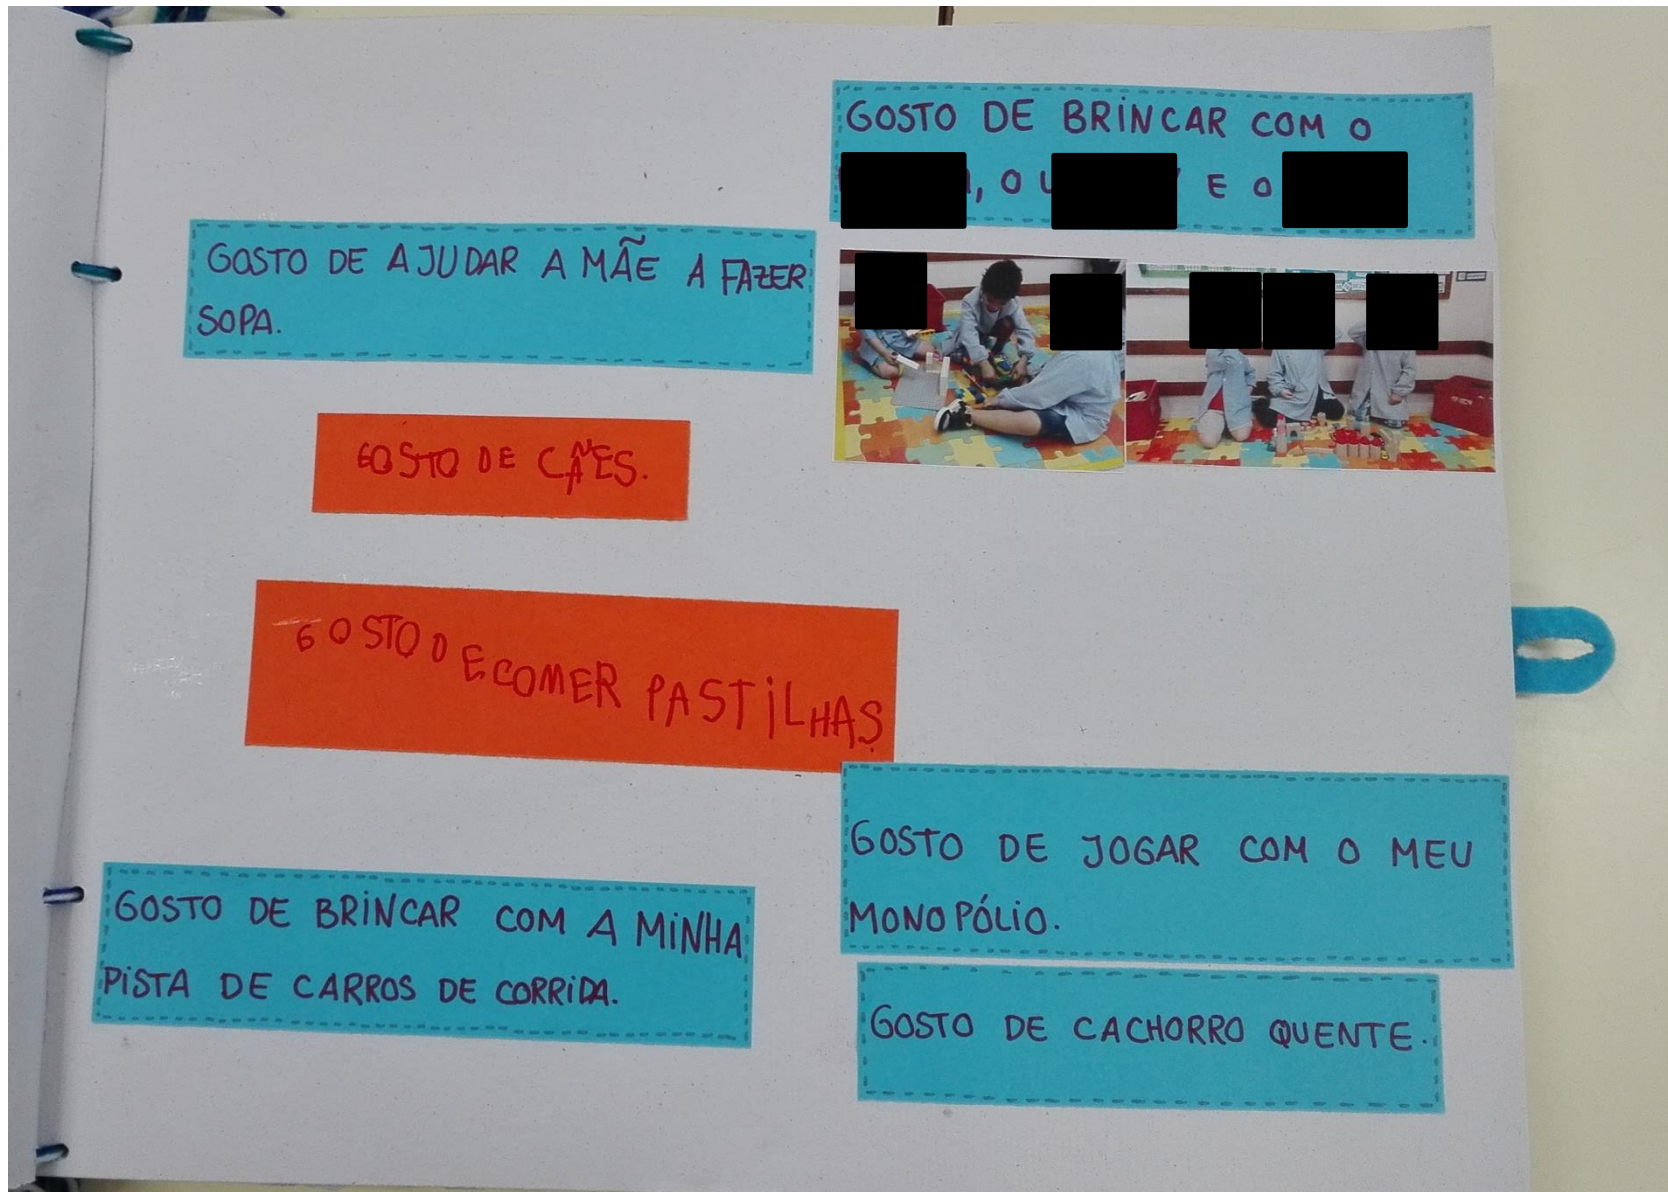 GOSTO DE BRINCAR COM O
, O E O
GOSTO DE AJUDAR A MÃE A FAZER
SOPA.
GOSTO DE CÃES.
GOSTO DE COMER PASTILHAS
GOSTO DE JOGAR COM O MEU
MONOPÓLIO.
GOSTO DE BRINCAR COM A MINHA
PISTA DE CARROS DE CORRIDA.
GOSTO DE CACHORRO QUENTE.